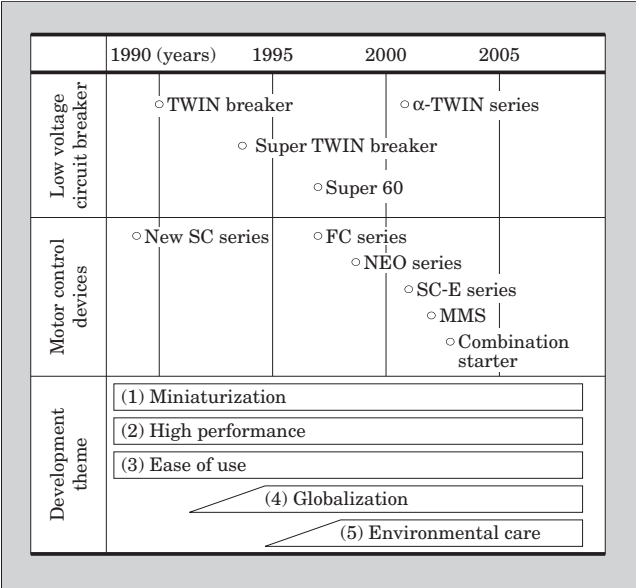 1990 (years) 1995 2000 2005
Low voltage
circuit breaker
TWIN breaker
α-TWIN series
Super TWIN breaker
Super 60
Motor control
devices
New SC series
FC series
NEO series
SC-E series
MMS
Combination
starter
Development
theme
(1) Miniaturization
(2) High performance
(3) Ease of use
(4) Globalization
(5) Environmental care